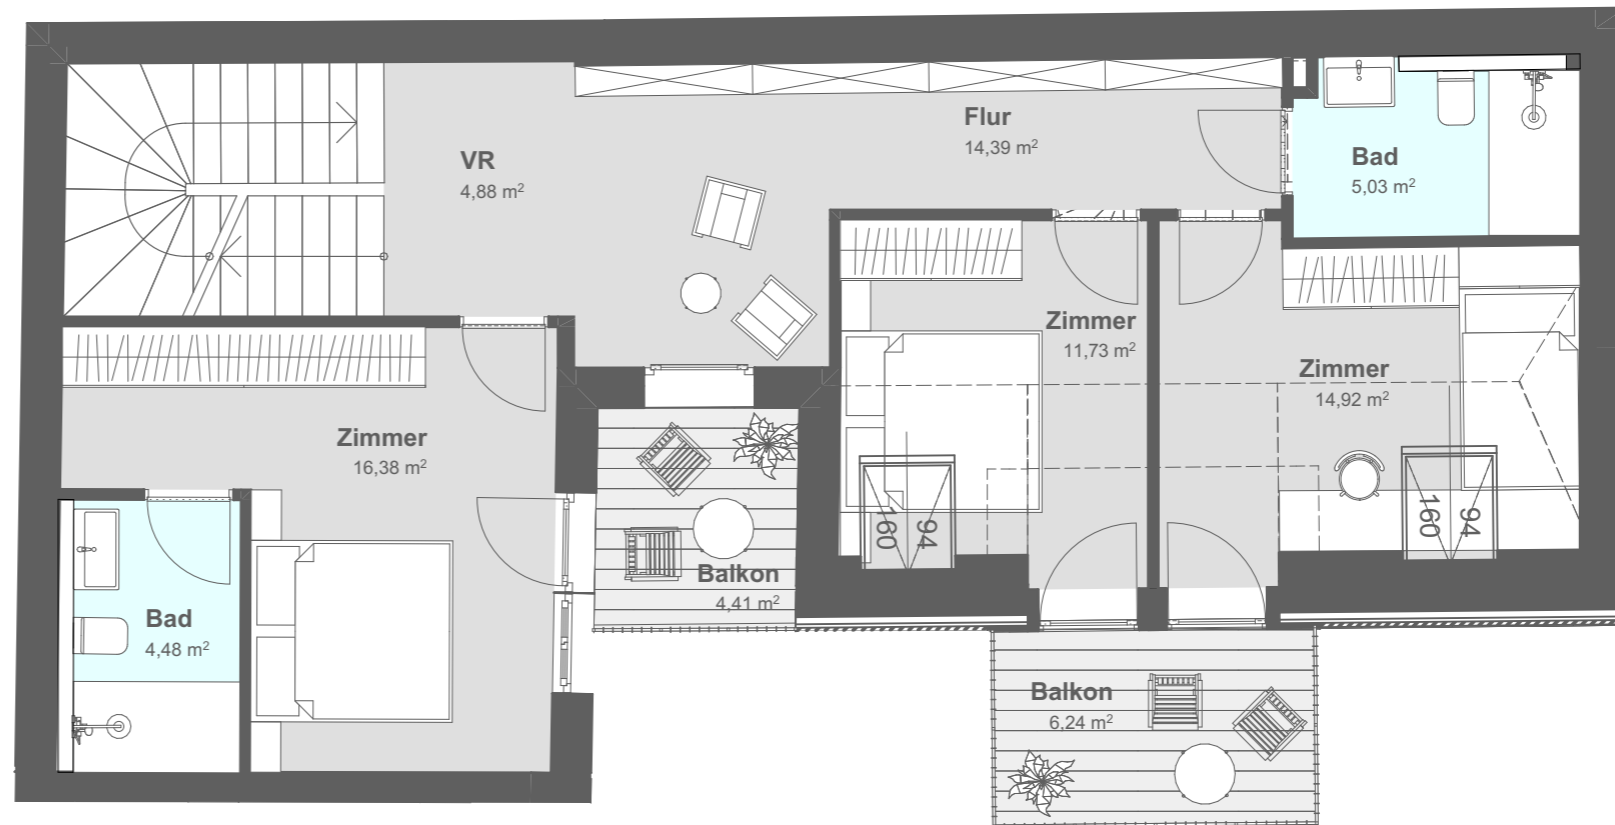 VR
4,88 m²
Flur
14,39 m²
Bad
5,03 m²
Zimmer
11,73 m²
Zimmer
14,92 m²
Zimmer
16,38 m²
160
94
160
94
Balkon
4,41 m²
Bad
4,48 m²
Balkon
6,24 m²